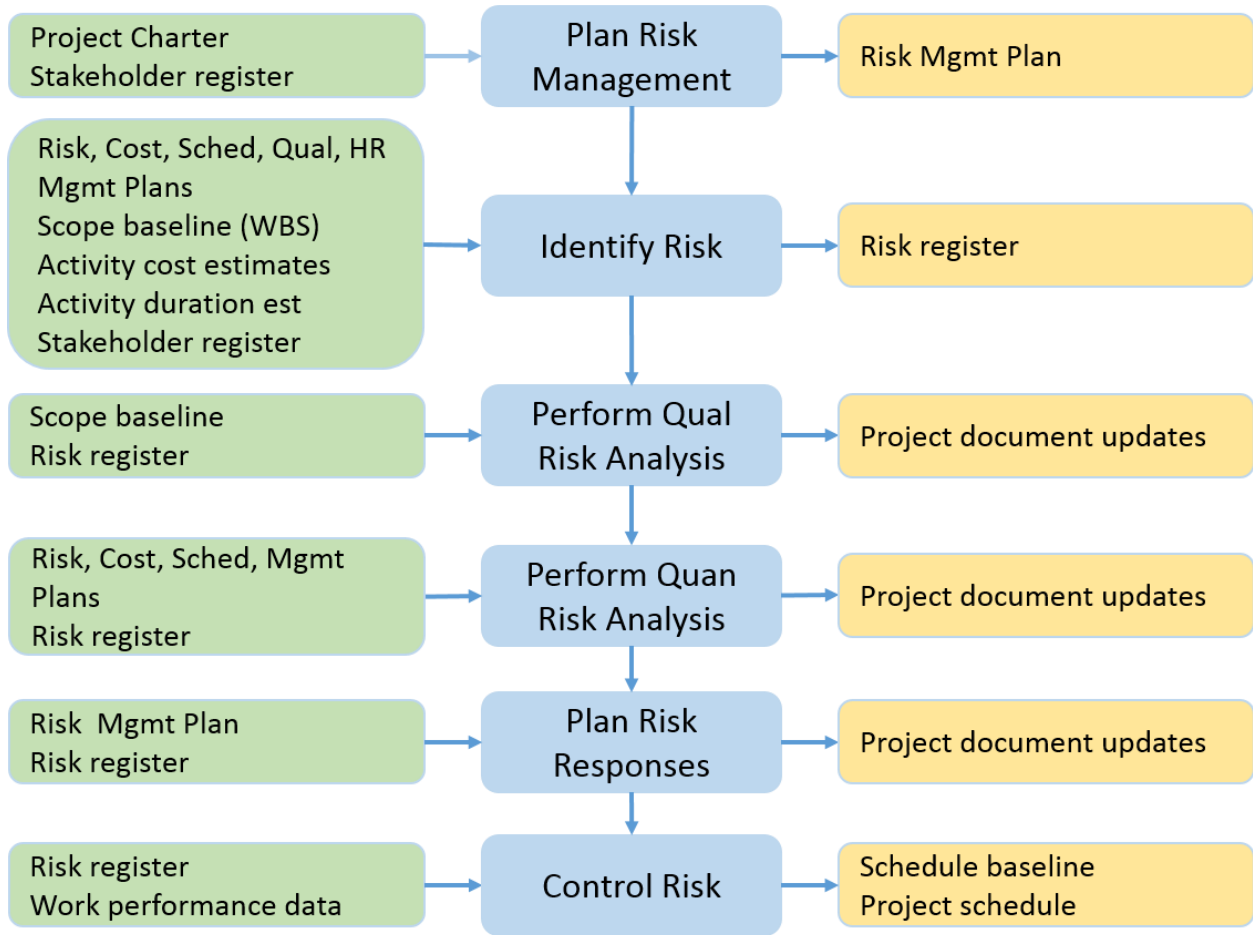 Project Charter
Stakeholder register
Plan Risk
Management
Risk Mgmt Plan
Risk, Cost, Sched, Qual, HR
Mgmt Plans
Scope baseline (WBS)
Activity cost estimates
Activity duration est
Stakeholder register
Identify Risk
Risk register
Scope baseline
Risk register
Perform Qual
Risk Analysis
Project document updates
Risk, Cost, Sched, Mgmt
Plans
Risk register
Perform Quan
Risk Analysis
Project document updates
Risk  Mgmt Plan
Risk register
Plan Risk
Responses
Project document updates
Risk register
Work performance data
Control Risk
Schedule baseline
Project schedule